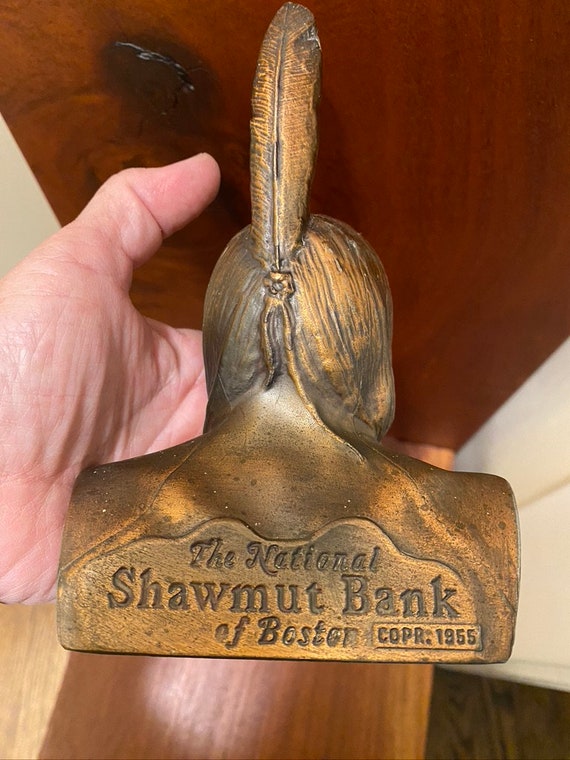 The National
Shawmut Bank
of Boston COPR. 1955